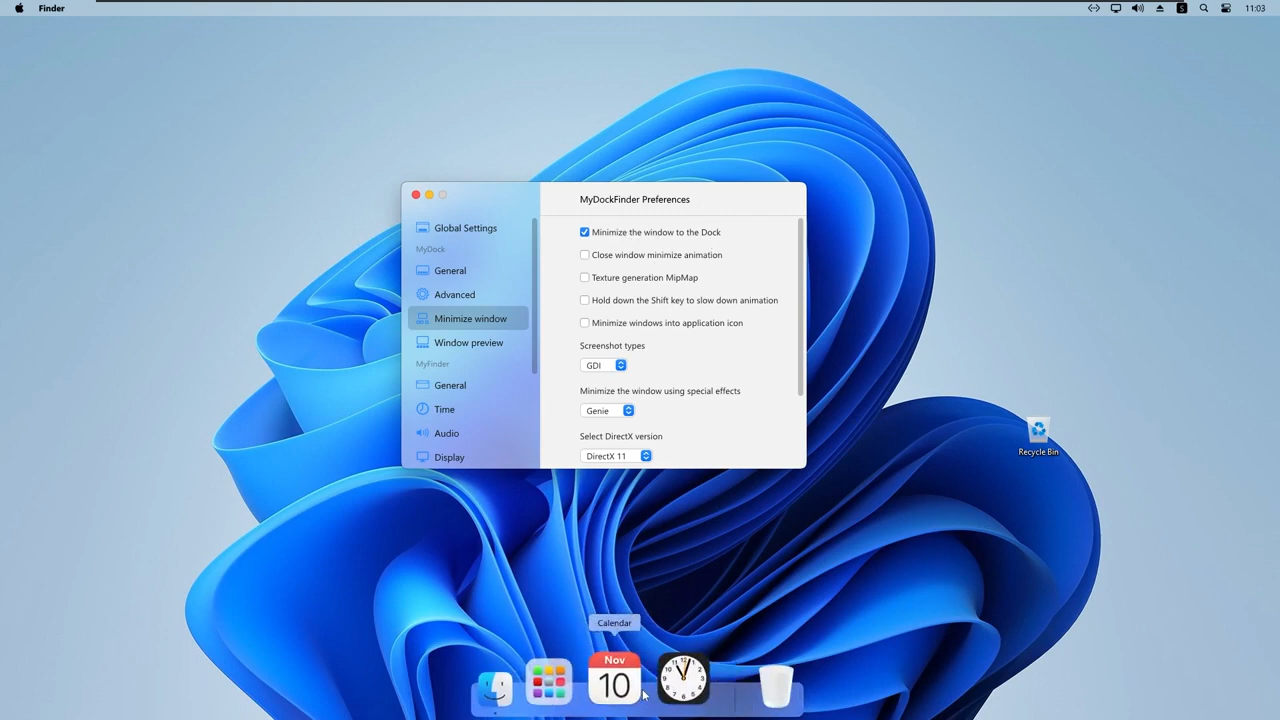 Finder
S
11:03
MyDockFinder Preferences
Global Settings
MyDock
General
Advanced
Minimize window
Window preview
MyFinder
General
Time
Audio
Display
Minimize the window to the Dock
Close window minimize animation
Texture generation MipMap
Hold down the Shift key to slow down animation
Minimize windows into application icon
Screenshot types
GDI
Minimize the window using special effects
Genie
Select DirectX version
DirectX 11
Recycle Bin
Calendar
Nov
10